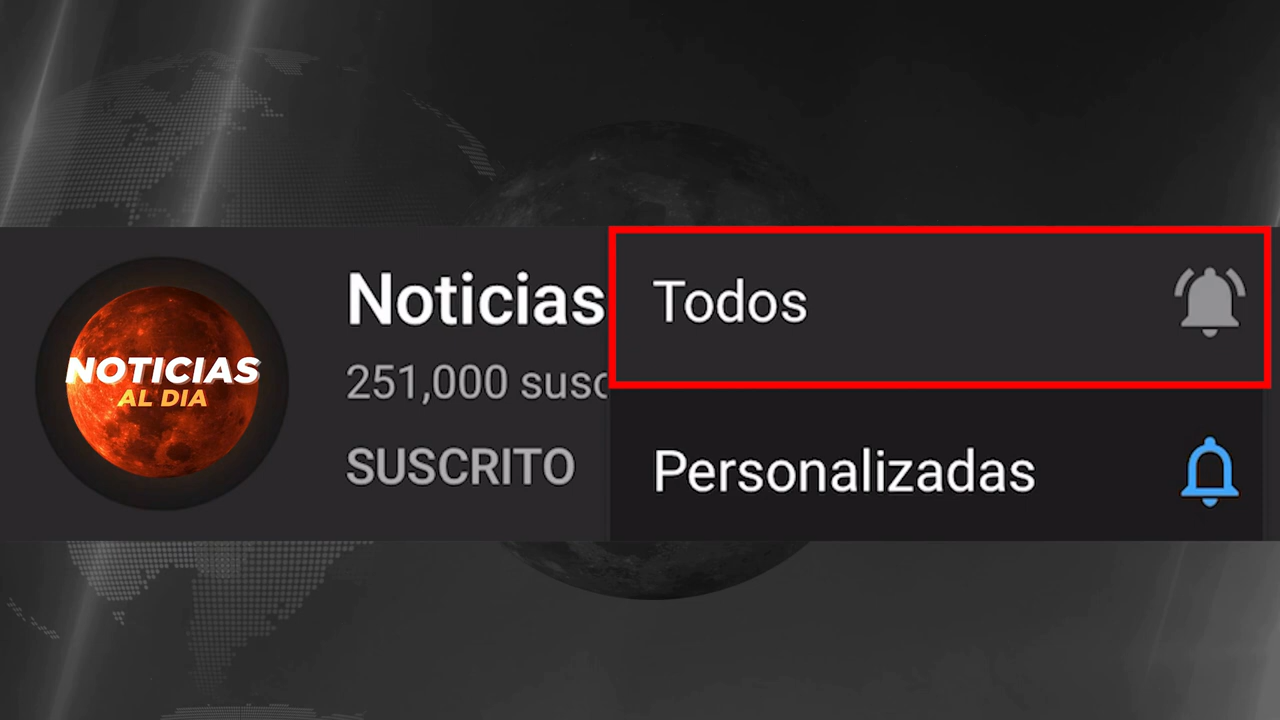 NOTICIAS
AL DIA
Noticias
251,000 susc
SUSCRITO
Todos
Personalizadas